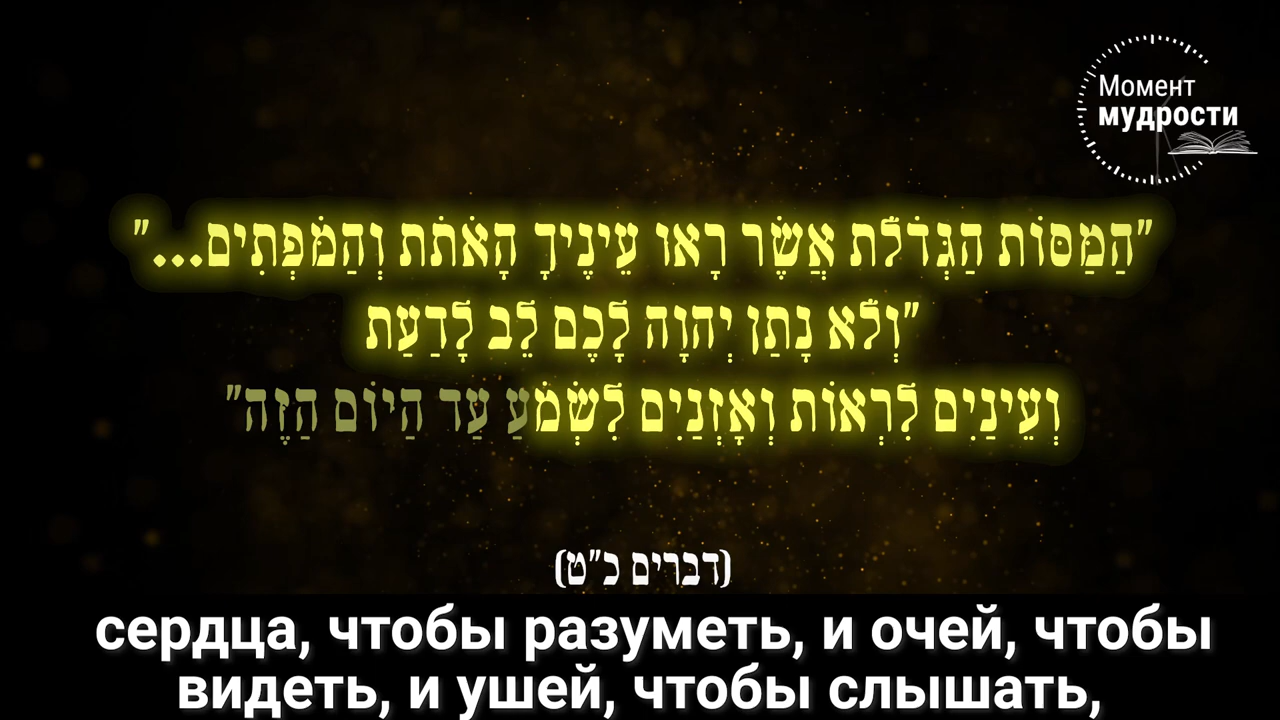 Момент
мудрости
"הַמַּסּוֹת הַגְּדֹלֹת אֲשֶׁר רָאוּ עֵינֶיךָ הָאֹתֹת וְהַמֹּפְתִים..."
"וְלֹא נָתַן יְהוָה לָכֶם לֵב לָדַעַת
וְעֵינַיִם לִרְאוֹת וְאָזְנַיִם לִשְׁמֹעַ עַד הַיּוֹם הַזֶּה"
(דברים כ"ט)
сердца, чтобы разуметь, и очей, чтобы
видеть, и ушей, чтобы слышать,